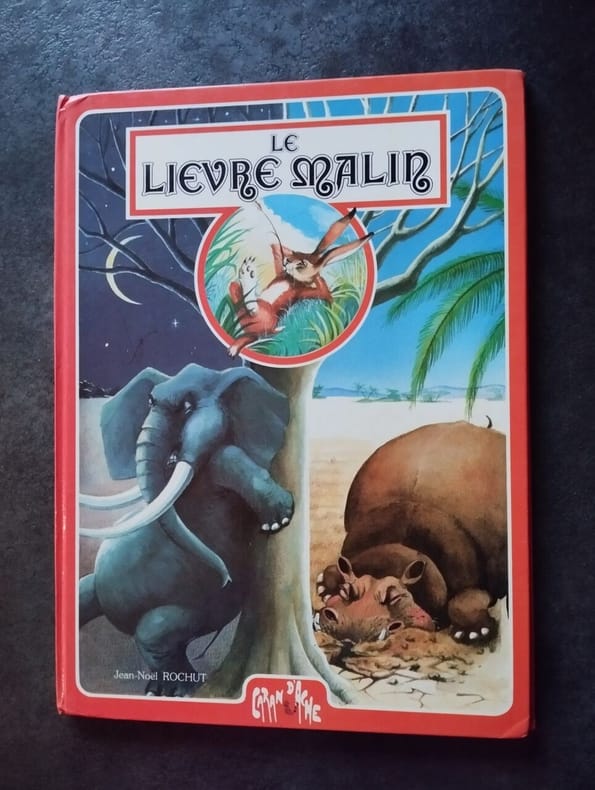 LE
LIEVRE MALIN
Jean-Noël ROCHUT
CARAN D'ACHE